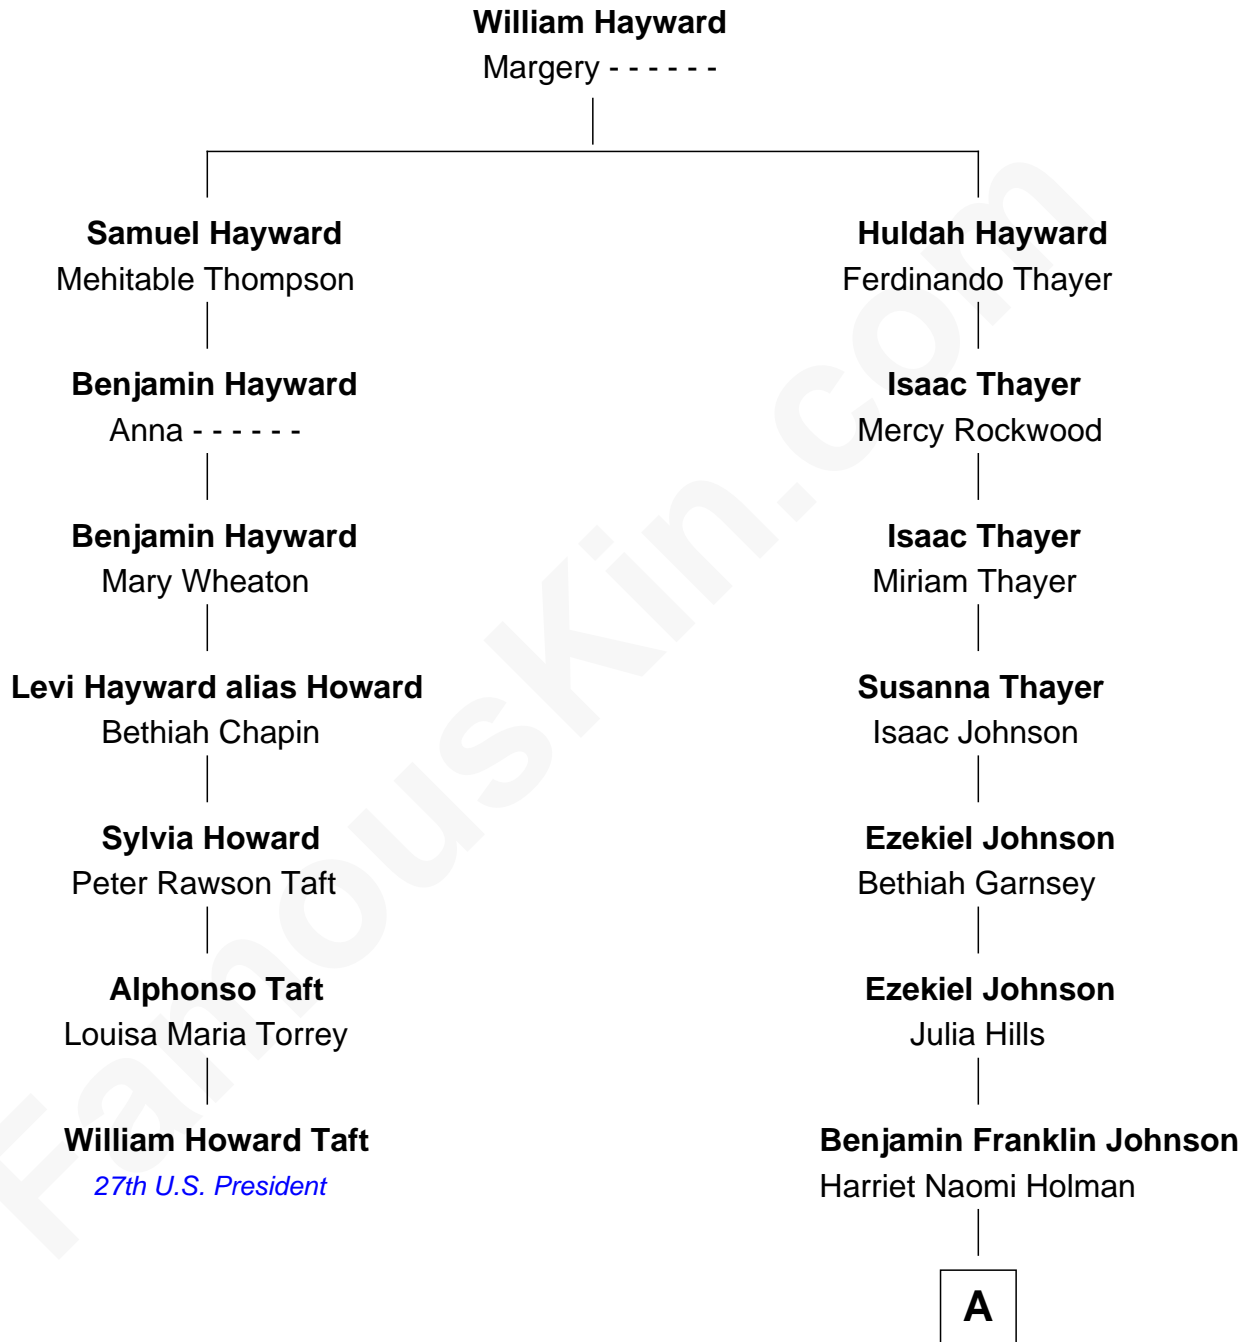 William Hayward
Margery - - - - - -
Samuel Hayward
Mehitable Thompson
Huldah Hayward
Ferdinando Thayer
Benjamin Hayward
Anna - - - - - -
Isaac Thayer
Mercy Rockwood
Benjamin Hayward
Mary Wheaton
Isaac Thayer
Miriam Thayer
Levi Hayward alias Howard
Bethiah Chapin
Susanna Thayer
Isaac Johnson
Sylvia Howard
Peter Rawson Taft
Ezekiel Johnson
Bethiah Garnsey
Alphonso Taft
Louisa Maria Torrey
Ezekiel Johnson
Julia Hills
William Howard Taft
27th U.S. President
Benjamin Franklin Johnson
Harriet Naomi Holman
A
FamousKin.com